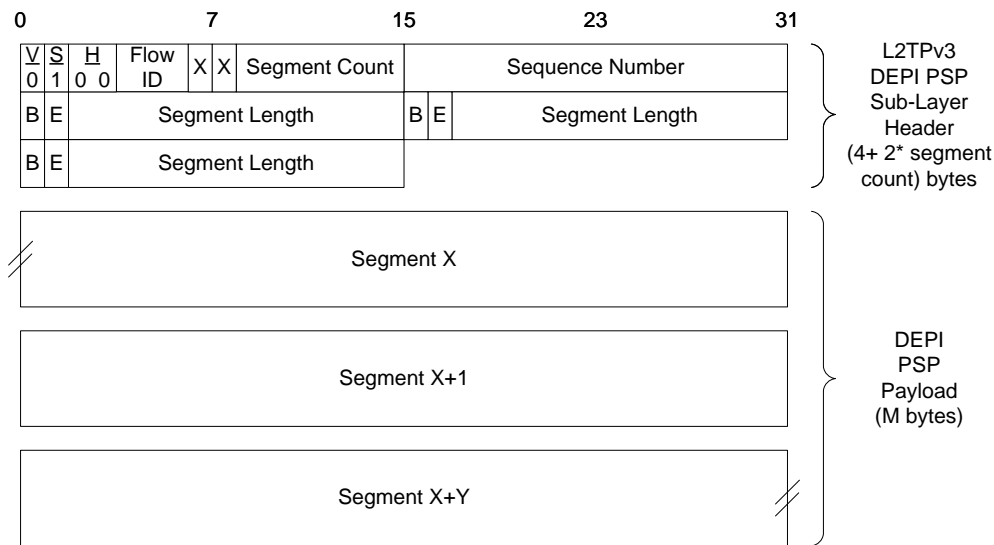 0 7 15 23 31
V S H Flow ID X X Segment Count Sequence Number
0 1 0 0
B E Segment Length B E Segment Length
B E Segment Length
L2TPv3
DEPI PSP
Sub-Layer
Header
(4+ 2* segment
count) bytes
Segment X
Segment X+1
Segment X+Y
DEPI
PSP
Payload
(M bytes)